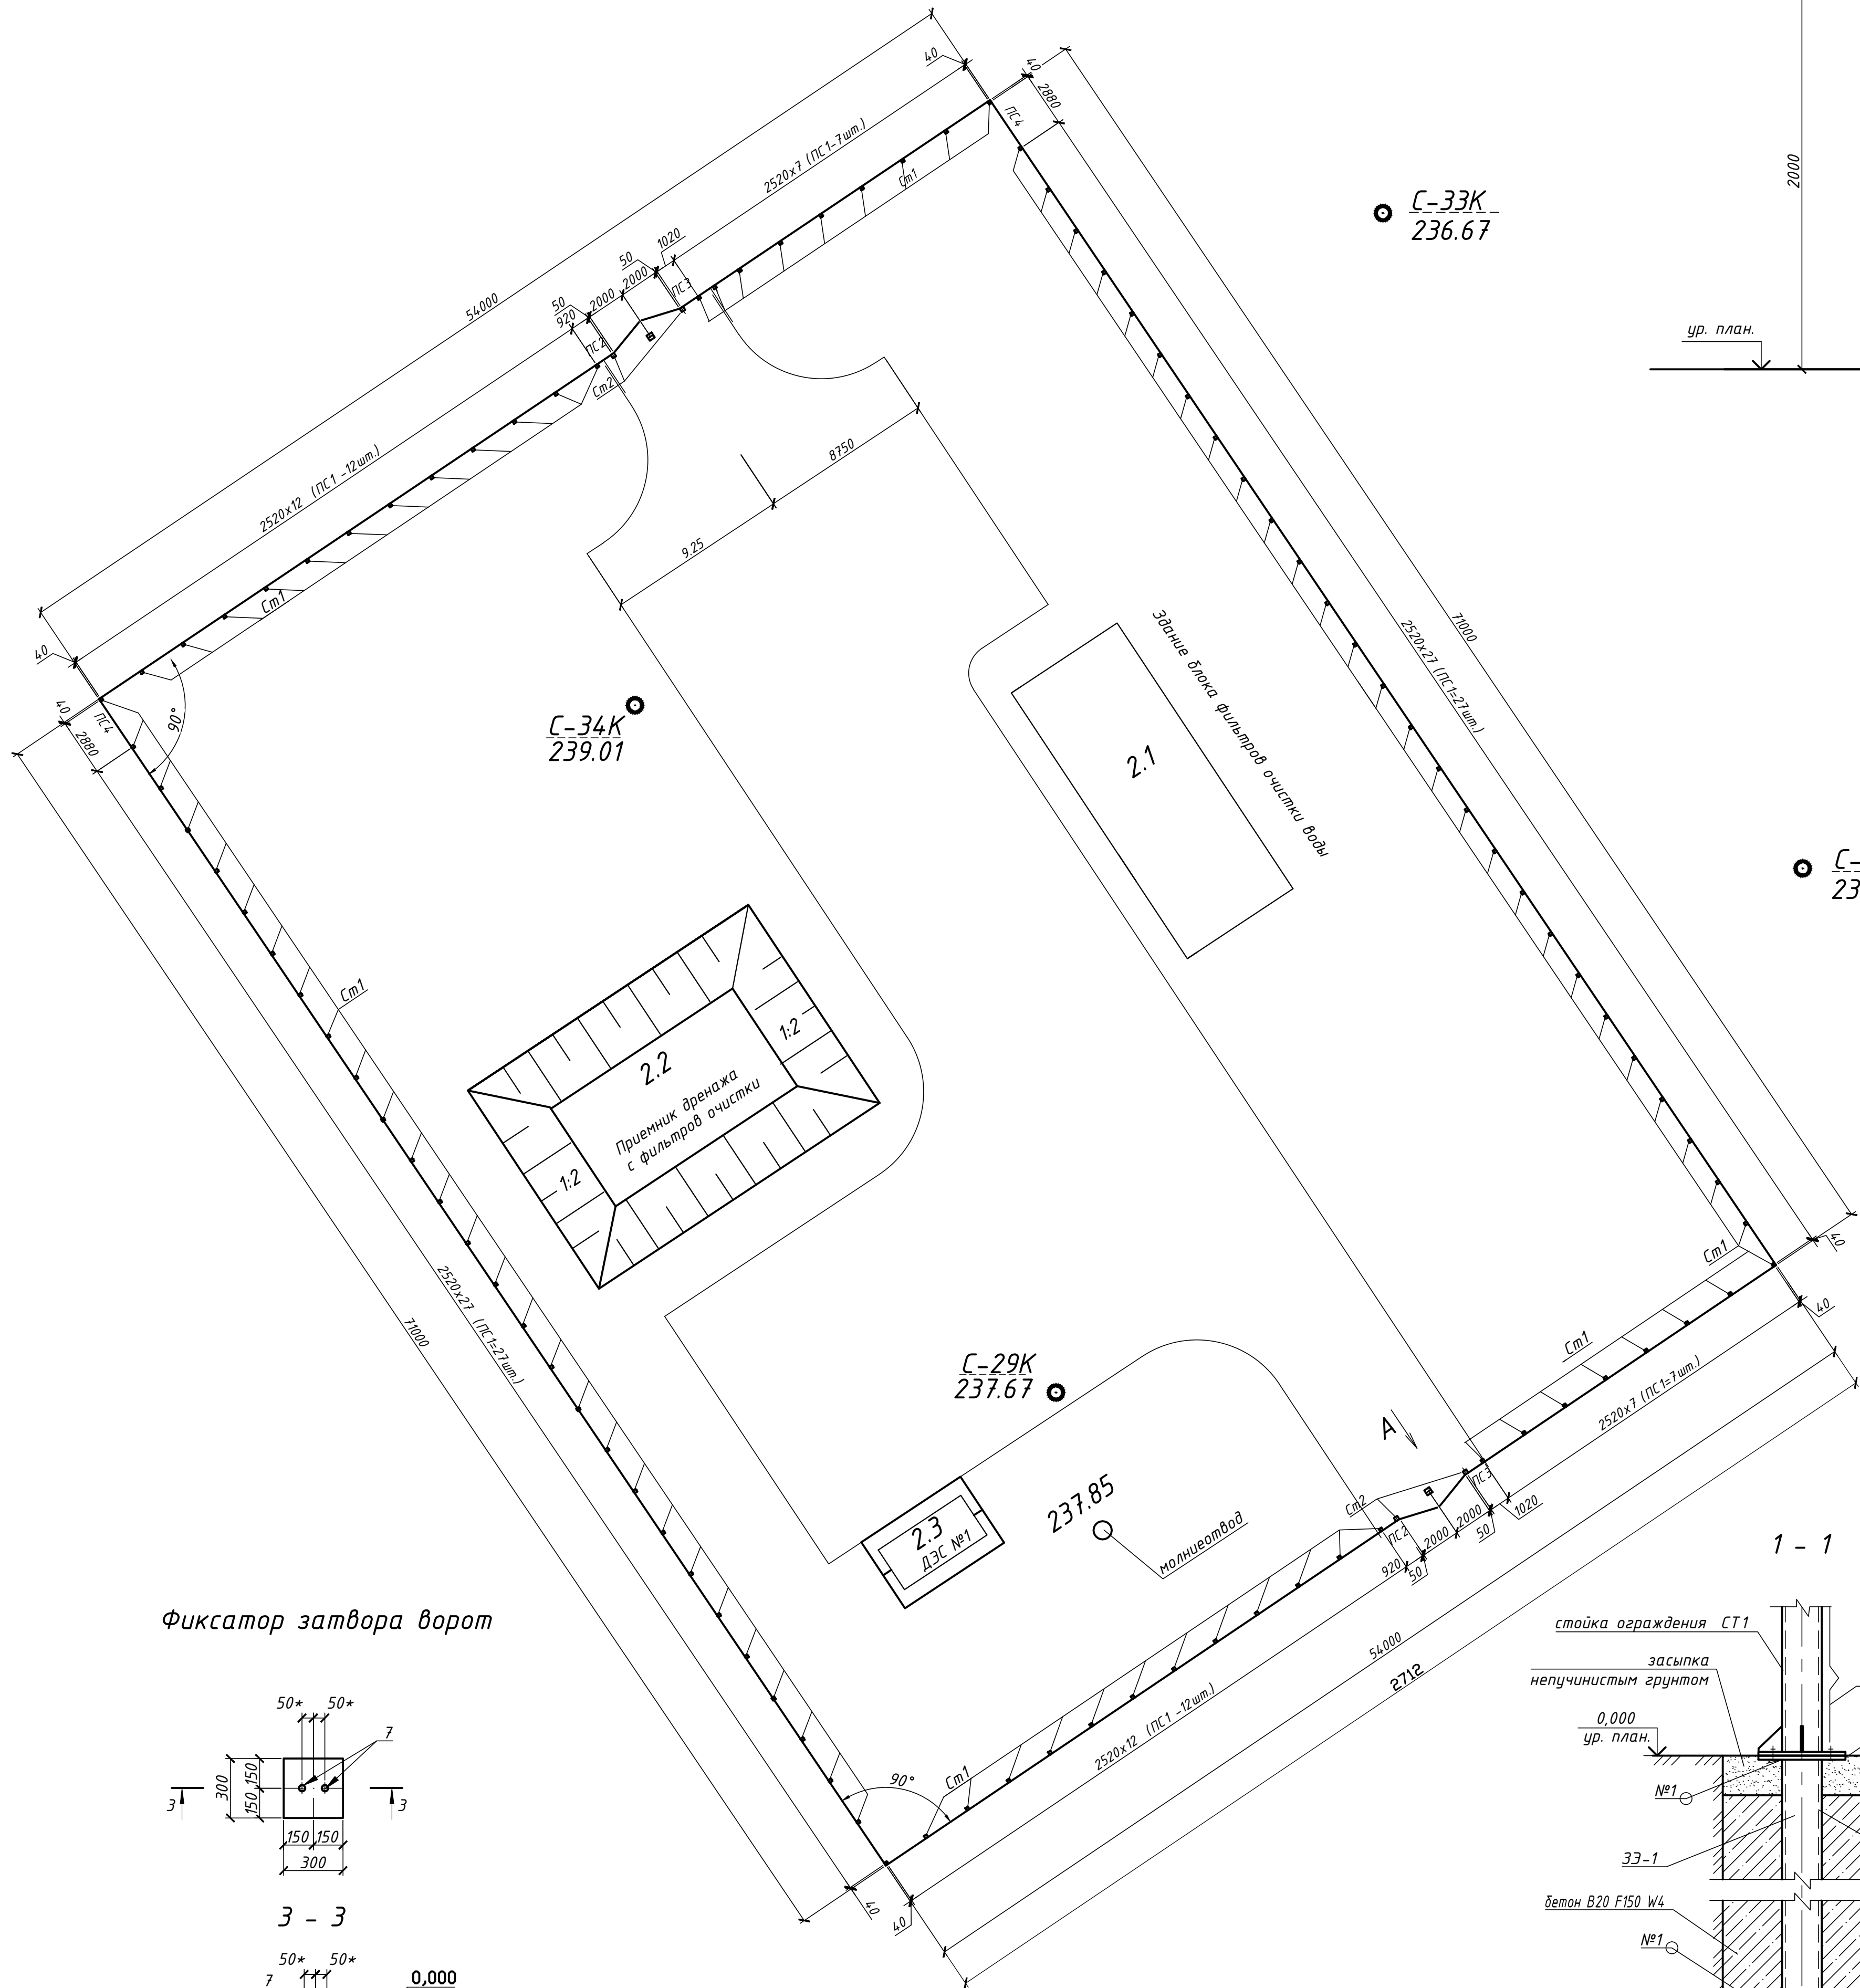 40
40
2880
ПС4
54000
2520x7 (ПС1-7шт.)
Ст1
С-33К
236.67
2000
ур. план.
1020
50
2000
2000
50
920
ПС3
ПС2
Ст2
2520x12 (ПС1 -12шт.)
Ст1
8750
9.25
40
40
2880
ПС4
90°
С-34К
239.01
Здание блока фильтров очистки воды
2.1
71000
2520x27 (ПС1=27шт.)
С-
23
Ст1
2.2
Приемник дренажа
с фильтров очистки
1:2
1:2
71000
2520x27 (ПС1=27шт.)
Ст1
40
40
Ст1
2520x7 (ПС1=7шт.)
С-29К
237.67
А
237.85
молниеотвод
2.3
ДЭС №1
Ст2
ПС3
ПС2
1020
50
2000
2000
50
920
54000
2712
2520x12 (ПС1 -12шт.)
Ст1
90°
40
40
Фиксатор затвора ворот
50*
50*
7
300
150
150
3
3
150
150
300
3 - 3
50*
50*
7
0,000
1 - 1
стойка ограждения СТ1
засыпка
непучинистым грунтом
0,000
ур. план.
№1
ЗЭ-1
бетон В20 F150 W4
№1